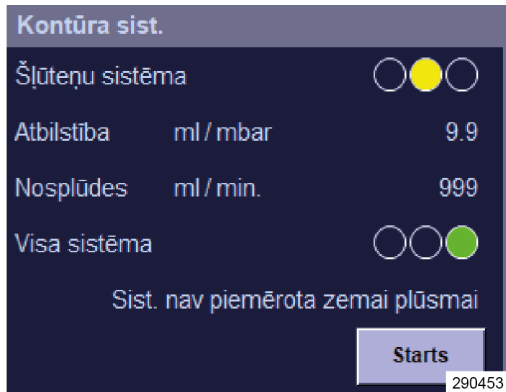 Kontūra sist.
Šļūteņu sistēma
Atbilstība ml / mbar 9.9
Nosplūdes ml / min. 999
Visa sistēma
Sist. nav piemērota zemai plūsmai
Starts
290453